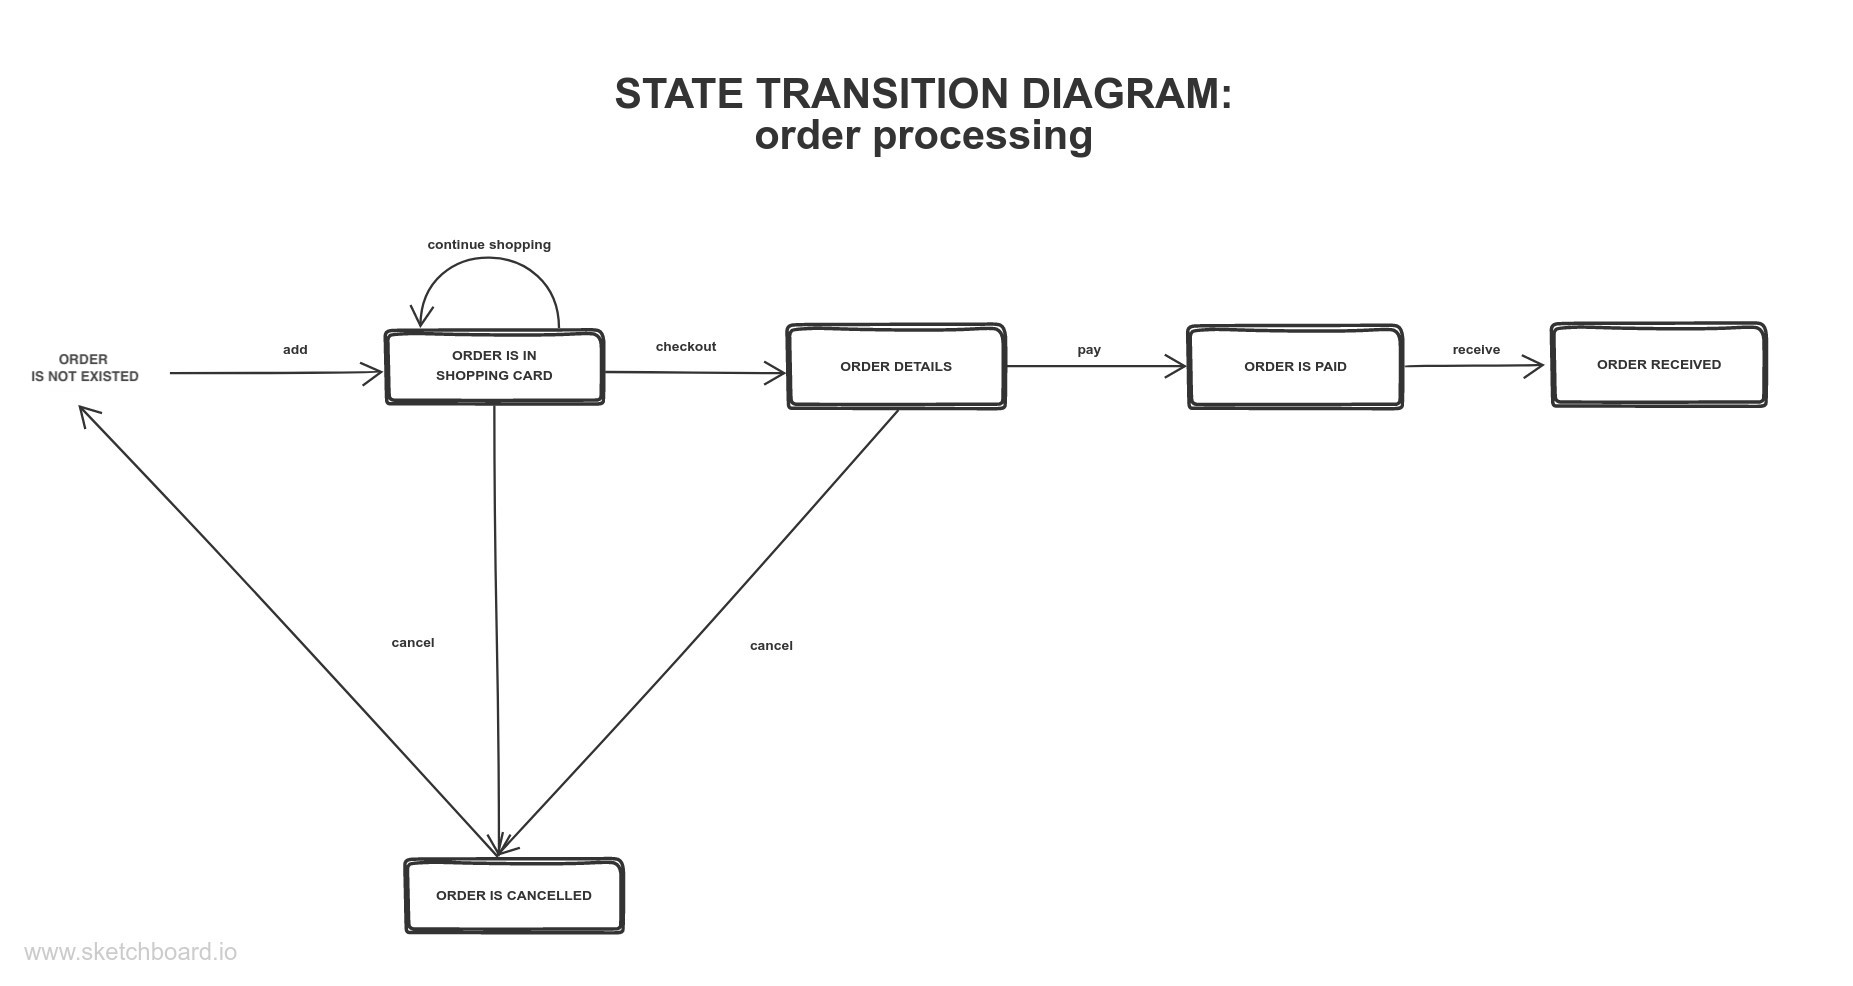 STATE TRANSITION DIAGRAM:
order processing
continue shopping
add
ORDER
IS NOT EXISTED
ORDER IS IN
SHOPPING CARD
checkout
ORDER DETAILS
pay
ORDER IS PAID
receive
ORDER RECEIVED
cancel
cancel
ORDER IS CANCELLED
www.sketchboard.io